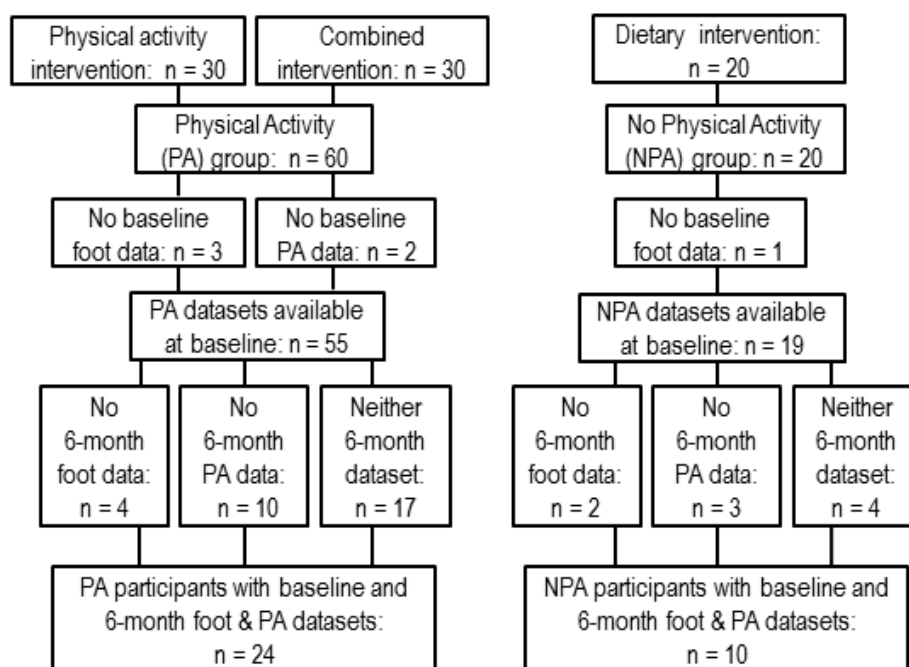 Physical activity
intervention: n = 30
Combined
intervention: n = 30
Dietary intervention:
n = 20
Physical Activity
(PA) group: n = 60
No Physical Activity
(NPA) group: n = 20
No baseline
foot data: n = 3
No baseline
PA data: n = 2
No baseline
foot data: n = 1
PA datasets available
at baseline: n = 55
NPA datasets available
at baseline: n = 19
No
6-month
foot data:
n = 4
No
6-month
PA data:
n = 10
Neither
6-month
dataset:
n = 17
No
6-month
foot data:
n = 2
No
6-month
PA data:
n = 3
Neither
6-month
dataset:
n = 4
PA participants with baseline and
6-month foot & PA datasets:
n = 24
NPA participants with baseline and
6-month foot & PA datasets:
n = 10